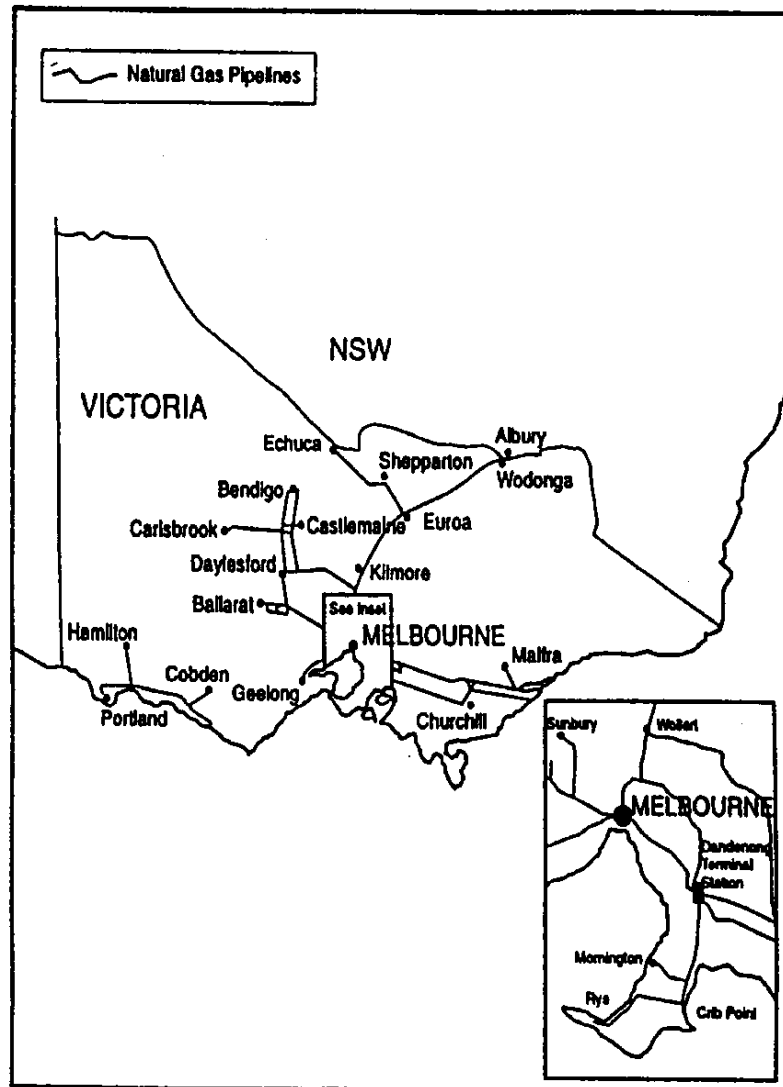 Natural Gas Pipelines
NSW
VICTORIA
Echuca
Albury
Shepparton
Wodonga
Bendigo
Castlemaine
Euroa
Carlsbrook
Daylesford
Kilmore
Ballarat
See Inset
MELBOURNE
Hamilton
Maffra
Cobden
Geelong
Portland
Churchill
Sunbury
Wollert
MELBOURNE
Dandenong
Terminal
Station
Mornington
Rye
Crib Point